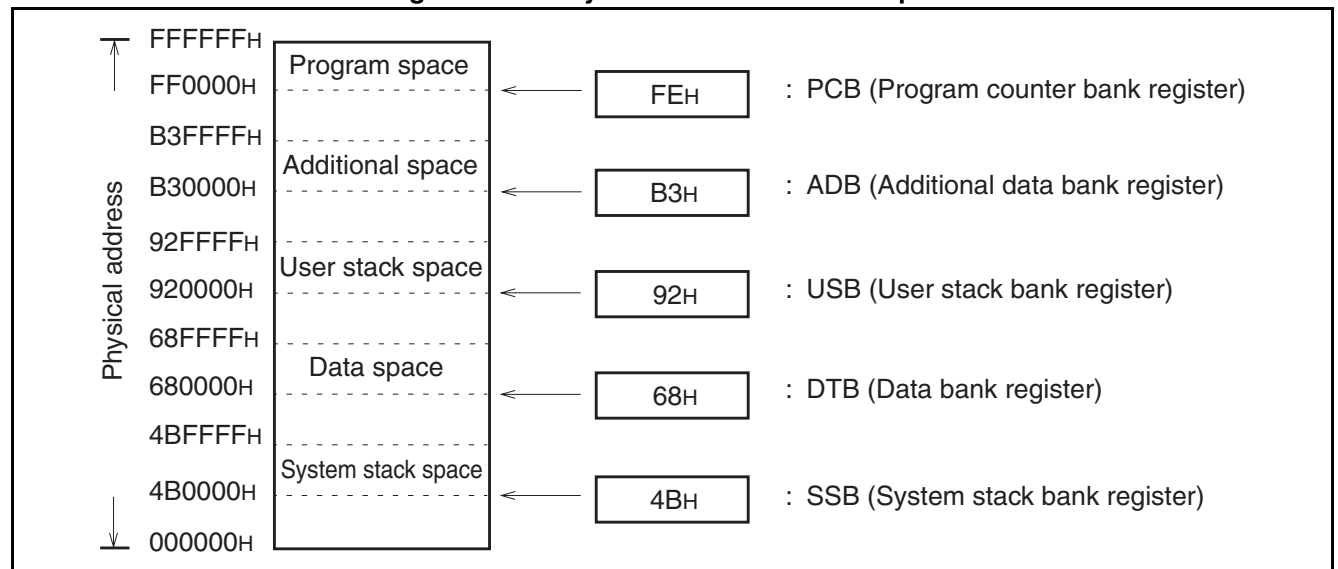 FFFFFFH
Program space
FF0000H
FEH : PCB (Program counter bank register)
B3FFFFH
Additional space
B30000H
B3H : ADB (Additional data bank register)
92FFFFH
User stack space
920000H
92H : USB (User stack bank register)
68FFFFH
Data space
680000H
68H : DTB (Data bank register)
4BFFFFH
System stack space
4B0000H
4BH : SSB (System stack bank register)
000000H
Physical address